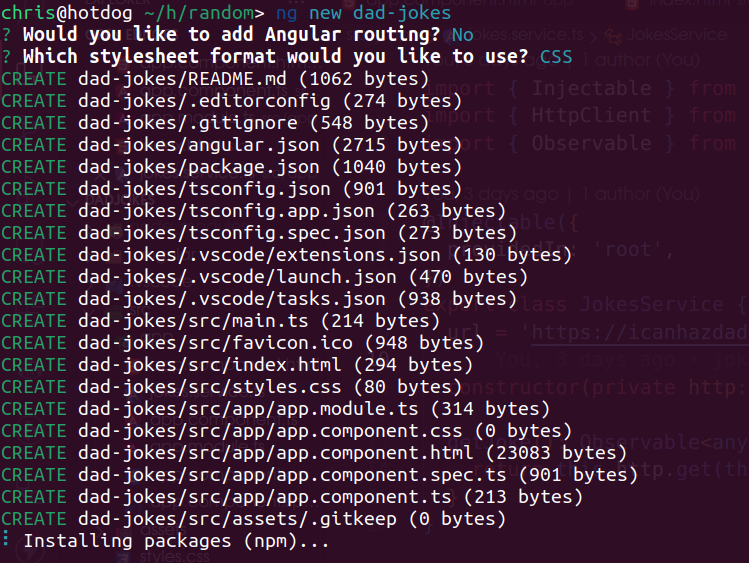 chris@hotdog ~/h/random> ng new dad-jokes
? Would you like to add Angular routing? No
? Which stylesheet format would you like to use? CSS
CREATE dad-jokes/README.md (1062 bytes)
CREATE dad-jokes/.editorconfig (274 bytes)
CREATE dad-jokes/.gitignore (548 bytes)
CREATE dad-jokes/angular.json (2715 bytes)
CREATE dad-jokes/package.json (1040 bytes)
CREATE dad-jokes/tsconfig.json (901 bytes)
CREATE dad-jokes/tsconfig.app.json (263 bytes)
CREATE dad-jokes/tsconfig.spec.json (273 bytes)
CREATE dad-jokes/.vscode/extensions.json (130 bytes)
CREATE dad-jokes/.vscode/launch.json (470 bytes)
CREATE dad-jokes/.vscode/tasks.json (938 bytes)
CREATE dad-jokes/src/main.ts (214 bytes)
CREATE dad-jokes/src/favicon.ico (948 bytes)
CREATE dad-jokes/src/index.html (294 bytes)
CREATE dad-jokes/src/styles.css (80 bytes)
CREATE dad-jokes/src/app/app.module.ts (314 bytes)
CREATE dad-jokes/src/app/app.component.css (0 bytes)
CREATE dad-jokes/src/app/app.component.html (23083 bytes)
CREATE dad-jokes/src/app/app.component.spec.ts (901 bytes)
CREATE dad-jokes/src/app/app.component.ts (213 bytes)
CREATE dad-jokes/src/assets/.gitkeep (0 bytes)
⠇ Installing packages (npm)...